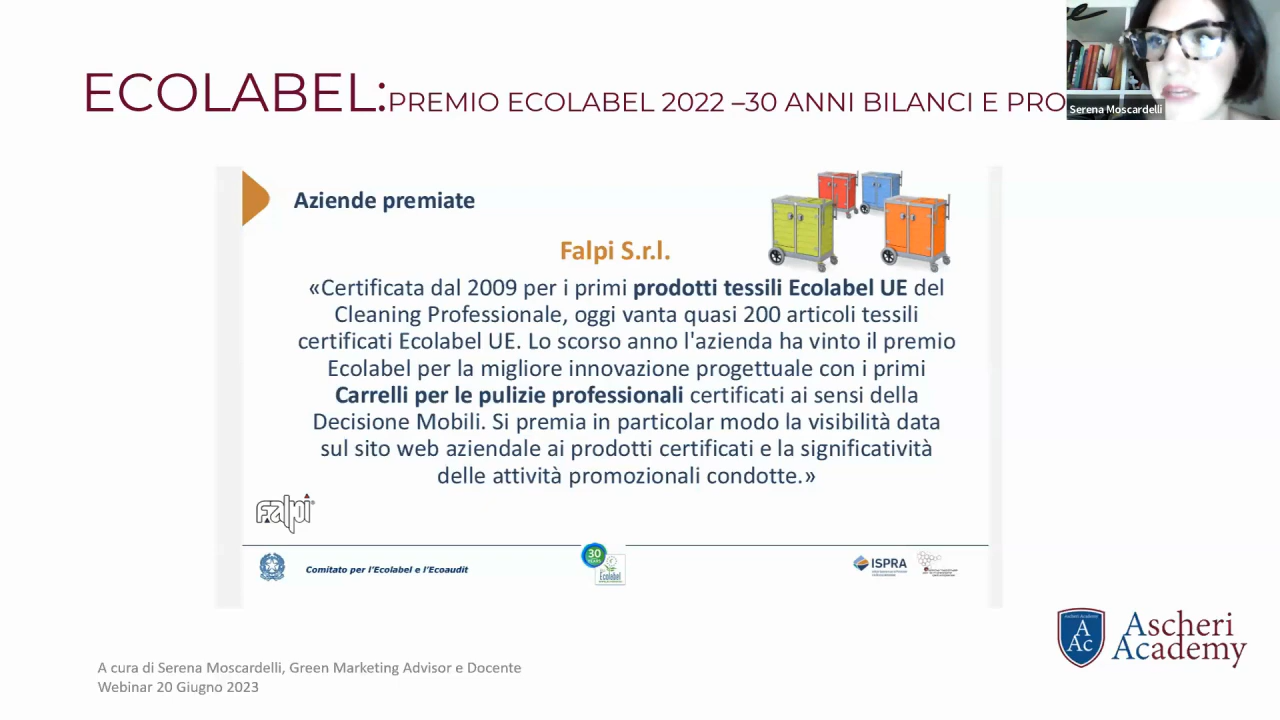 ECOLABEL: PREMIO ECOLABEL 2022 –30 ANNI BILANCI E PRO
Serena Moscardelli
Aziende premiate
Falpi S.r.l.
«Certificata dal 2009 per i primi prodotti tessili Ecolabel UE del
Cleaning Professionale, oggi vanta quasi 200 articoli tessili
certificati Ecolabel UE. Lo scorso anno l'azienda ha vinto il premio
Ecolabel per la migliore innovazione progettuale con i primi
Carrelli per le pulizie professionali certificati ai sensi della
Decisione Mobili. Si premia in particolar modo la visibilità data
sul sito web aziendale ai prodotti certificati e la significatività
delle attività promozionali condotte.»
Falpi
Comitato per l'Ecolabel e l'Ecoaudit
30
Ecolabel
ISPRA
A Ac
Ascheri
Academy
A cura di Serena Moscardelli, Green Marketing Advisor e Docente
Webinar 20 Giugno 2023